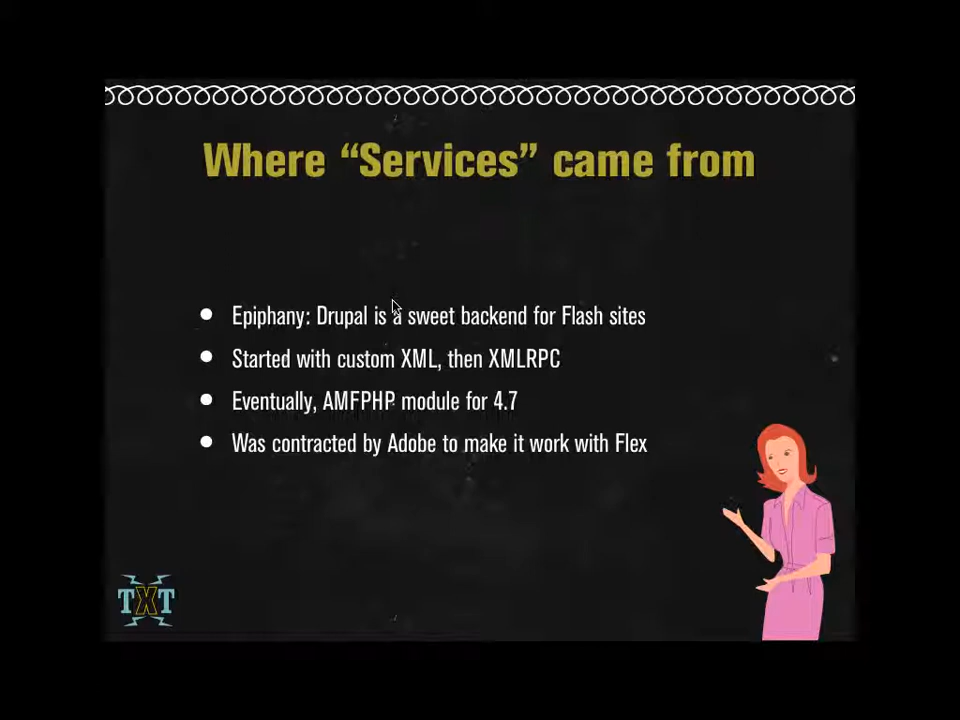 Where “Services” came from
Epiphany: Drupal is a sweet backend for Flash sites
Started with custom XML, then XMLRPC
Eventually, AMFPHP module for 4.7
Was contracted by Adobe to make it work with Flex
TXT